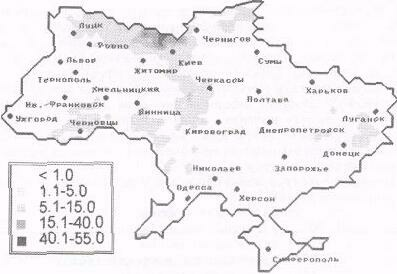 Луцк
Чернигов
Ровно
Сумы
Львов
Киев
Житомир
Тернополь
Черкассы
Харьков
Хмельницкий
Полтава
Ив. Франковск
Винница
Ужгород
Луганск
Черновцы
Кировоград
Днепропетровск
Донецк
Николаев
Запорожье
Одесса
Херсон
Симферополь
< 1.0
1.1-5.0
5.1-15.0
15.1-40.0
40.1-55.0